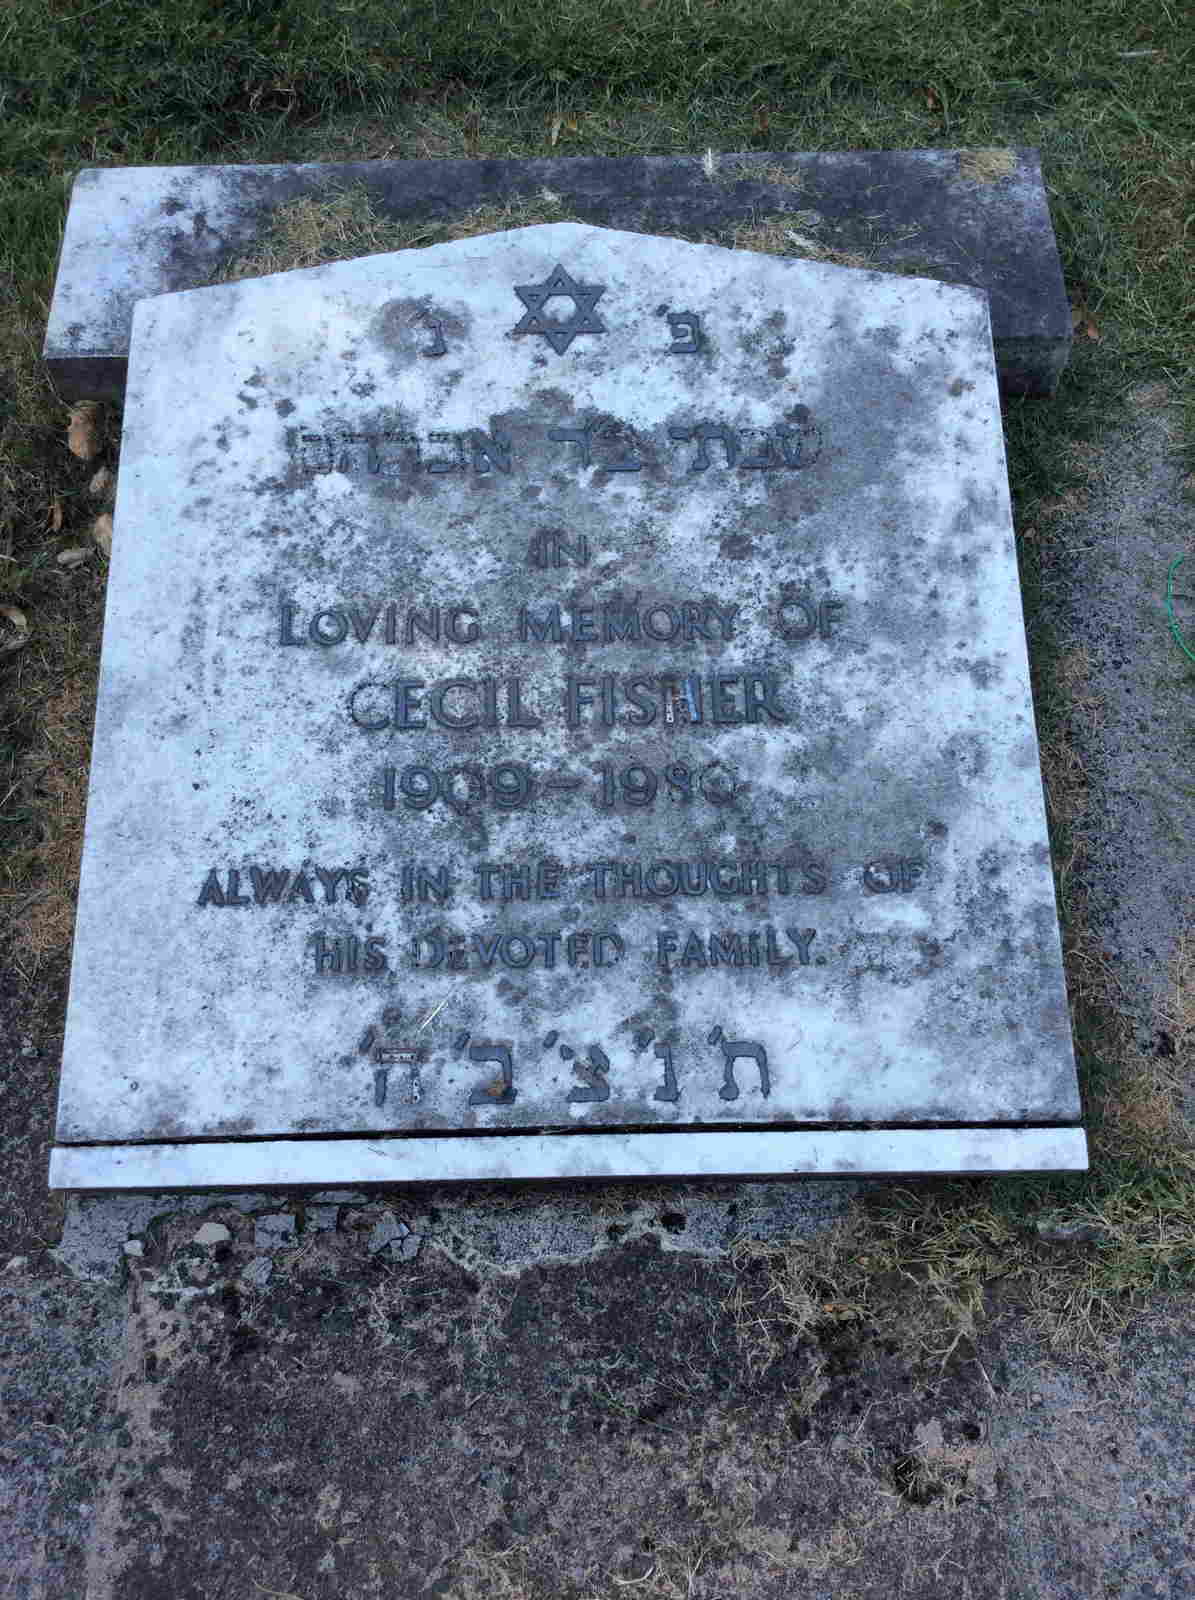 פ' נ'
שבתי בר אברהם
IN
LOVING MEMORY OF
CECIL FISHER
1909-1980
ALWAYS IN THE THOUGHTS OF
HIS DEVOTED FAMILY.
ת' נ' צ' ב' ה'